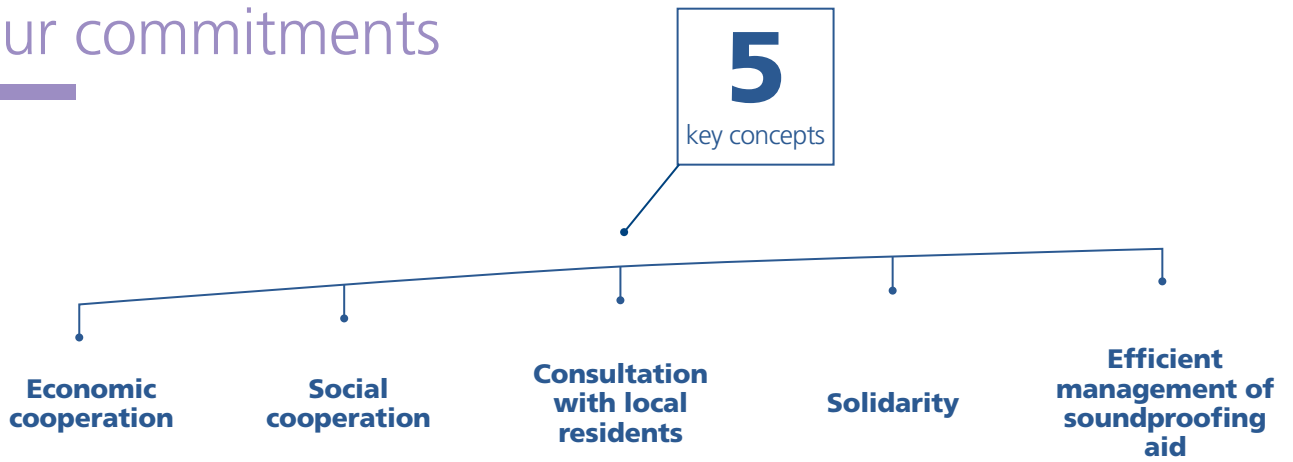 ur commitments
5
key concepts
Economic
cooperation
Social
cooperation
Consultation
with local
residents
Solidarity
Efficient
management of
soundproofing
aid